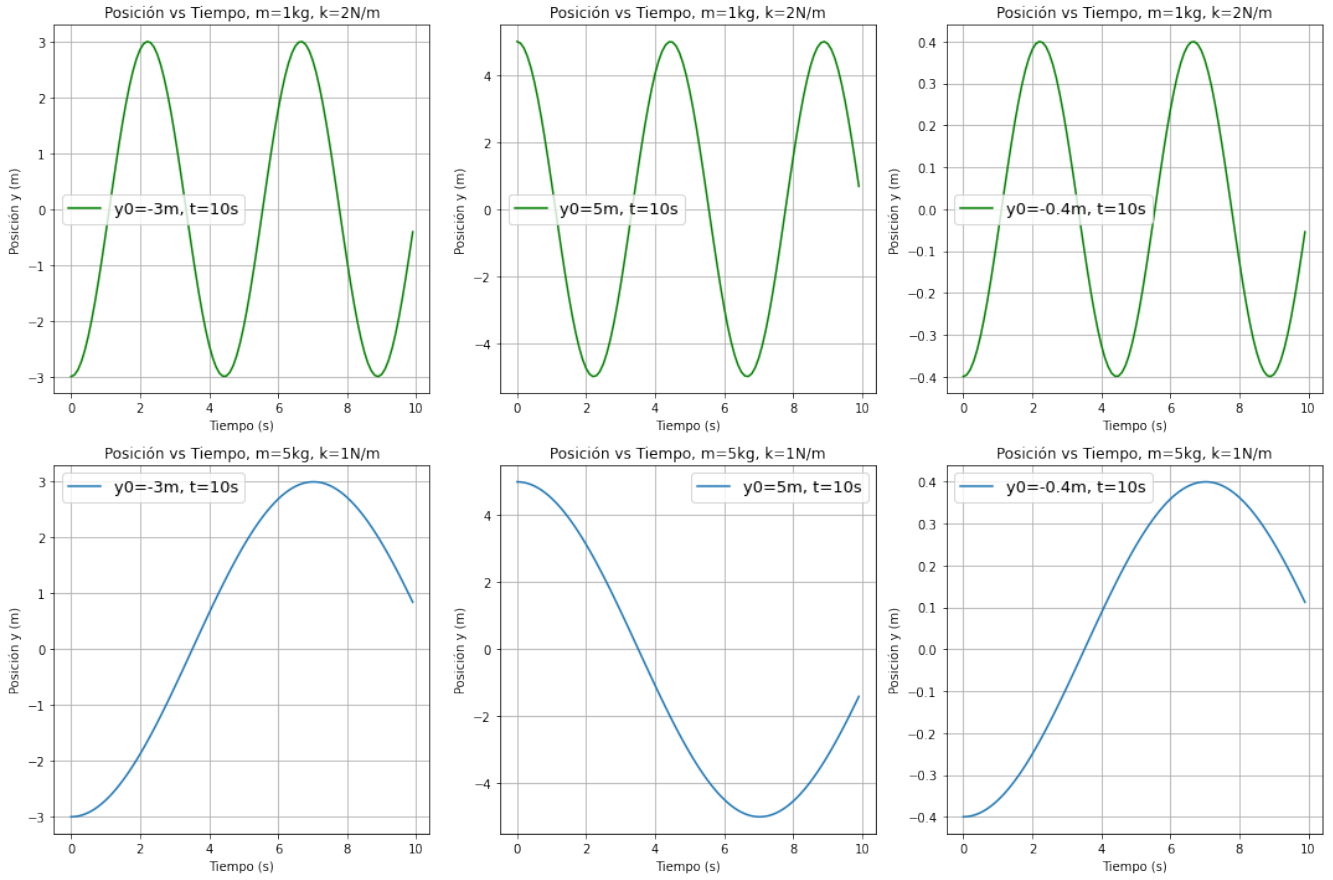 Posición vs Tiempo, m=1kg, k=2N/m
3
2
1
0
−1
−2
−3
Posición y (m)
y0=-3m, t=10s
0 2 4 6 8 10
Tiempo (s)
Posición vs Tiempo, m=1kg, k=2N/m
4
2
0
−2
−4
Posición y (m)
y0=5m, t=10s
0 2 4 6 8 10
Tiempo (s)
Posición vs Tiempo, m=1kg, k=2N/m
0.4
0.3
0.2
0.1
0.0
−0.1
−0.2
−0.3
−0.4
Posición y (m)
y0=-0.4m, t=10s
0 2 4 6 8 10
Tiempo (s)
Posición vs Tiempo, m=5kg, k=1N/m
3
2
1
0
−1
−2
−3
Posición y (m)
y0=-3m, t=10s
0 2 4 6 8 10
Tiempo (s)
Posición vs Tiempo, m=5kg, k=1N/m
4
2
0
−2
−4
Posición y (m)
y0=5m, t=10s
0 2 4 6 8 10
Tiempo (s)
Posición vs Tiempo, m=5kg, k=1N/m
0.4
0.3
0.2
0.1
0.0
−0.1
−0.2
−0.3
−0.4
Posición y (m)
y0=-0.4m, t=10s
0 2 4 6 8 10
Tiempo (s)